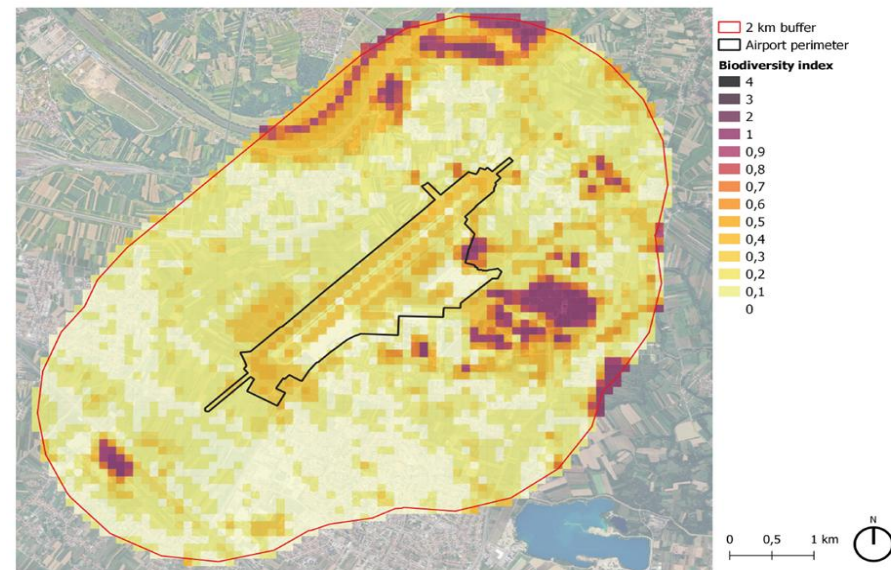 2 km buffer
Airport perimeter
Biodiversity index
4
3
2
1
0,9
0,8
0,7
0,6
0,5
0,4
0,3
0,2
0,1
0
N
0 0,5 1 km